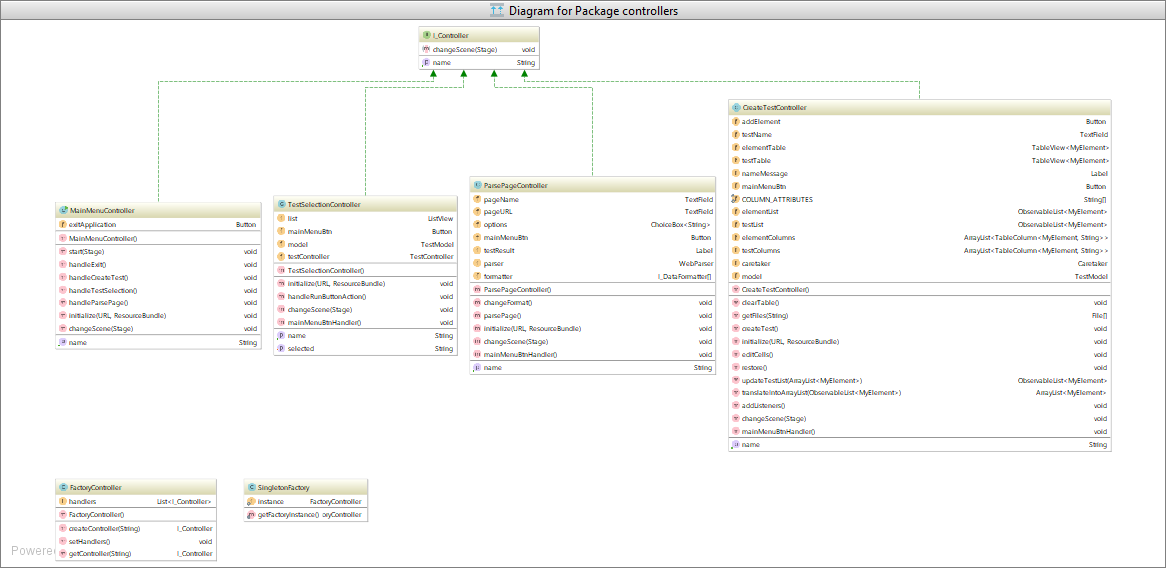 Diagram for Package controllers
I_Controller
changeScene(Stage) void
name String
MainMenuController
exitApplication Button
MainMenuController()
start(Stage) void
handleExit() void
handleCreateTest() void
handleTestSelection() void
handleParsePage() void
initialize(URL, ResourceBundle) void
changeScene(Stage) void
name String
TestSelectionController
list ListView
mainMenuBtn Button
model TestModel
testController TestController
TestSelectionController()
initialize(URL, ResourceBundle) void
handleRunButtonAction() void
changeScene(Stage) void
mainMenuBtnHandler() void
name String
selected String
ParsePageController
pageName TextField
pageURL TextField
options ChoiceBox<String>
mainMenuBtn Button
testResult Label
parser WebParser
formatter I_DataFormatter[]
ParsePageController()
changeFormat() void
parsePage() void
initialize(URL, ResourceBundle) void
changeScene(Stage) void
mainMenuBtnHandler() void
name String
CreateTestController
addElement Button
testName TextField
elementTable TableView<MyElement>
testTable TableView<MyElement>
nameMessage Label
mainMenuBtn Button
COLUMN_ATTRIBUTES String[]
elementList ObservableList<MyElement>
testList ObservableList<MyElement>
elementColumns ArrayList<TableColumn<MyElement, String>>
testColumns ArrayList<TableColumn<MyElement, String>>
caretaker Caretaker
model TestModel
CreateTestController()
clearTable() void
getFiles(String) File[]
createTest() void
initialize(URL, ResourceBundle) void
editCells() void
restore() void
updateTestList(ArrayList<MyElement>) ObservableList<MyElement>
translateIntoArrayList(ObservableList<MyElement>) ArrayList<MyElement>
addListeners() void
changeScene(Stage) void
mainMenuBtnHandler() void
name String
FactoryController
handlers List<I_Controller>
FactoryController()
createController(String) I_Controller
setHandlers() void
getController(String) I_Controller
SingletonFactory
instance FactoryController
getFactoryInstance() oryController
Powere